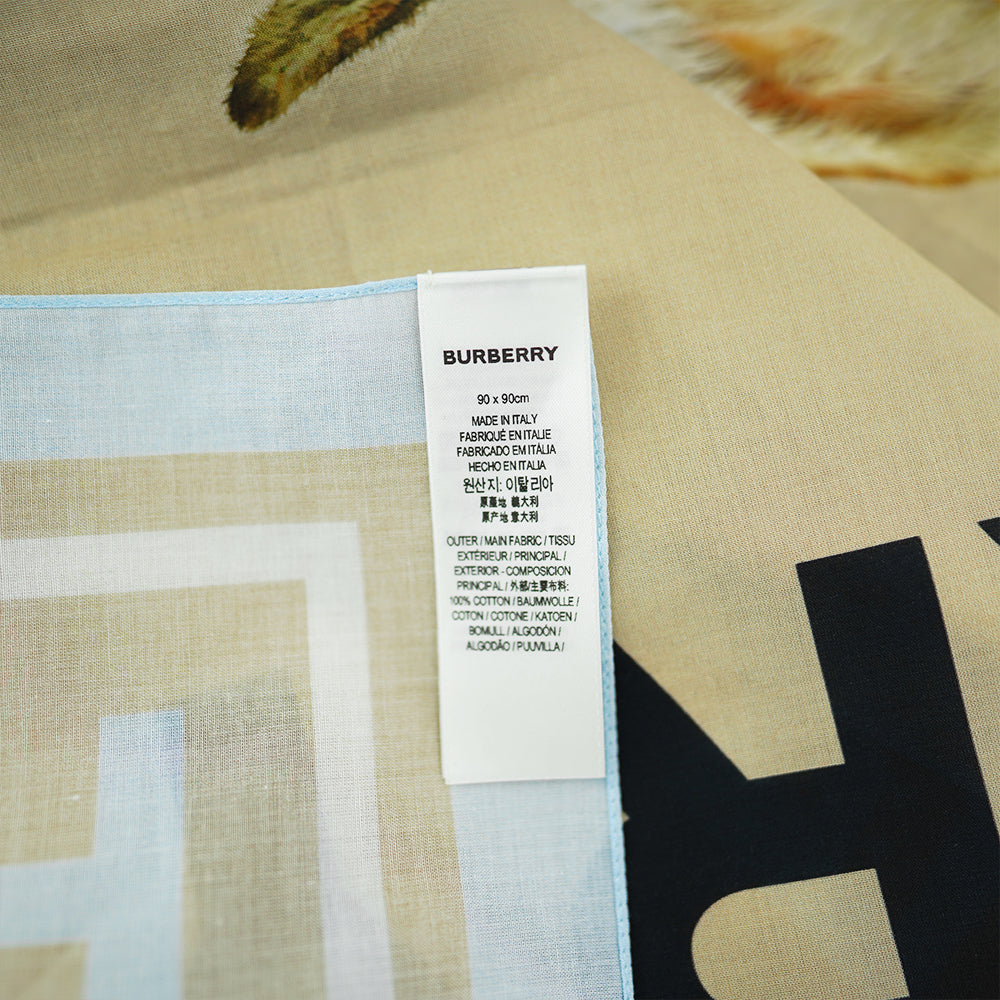 BURBERRY
90 x 90cm
MADE IN ITALY
FABRIQUÉ EN ITALIE
FABRICADO EM ITÁLIA
HECHO EN ITALIA
원산지: 이탈리아
原產地 義大利
原产地 意大利
OUTER / MAIN FABRIC / TISSU
EXTÉRIEUR / PRINCIPAL /
EXTERIOR - COMPOSICION
PRINCIPAL / 外部/主要布料:
100% COTTON / BAUMWOLLE /
COTON / COTONE / KATOEN /
BOMULL / ALGODÓN /
ALGODÃO / PUUVILLA /